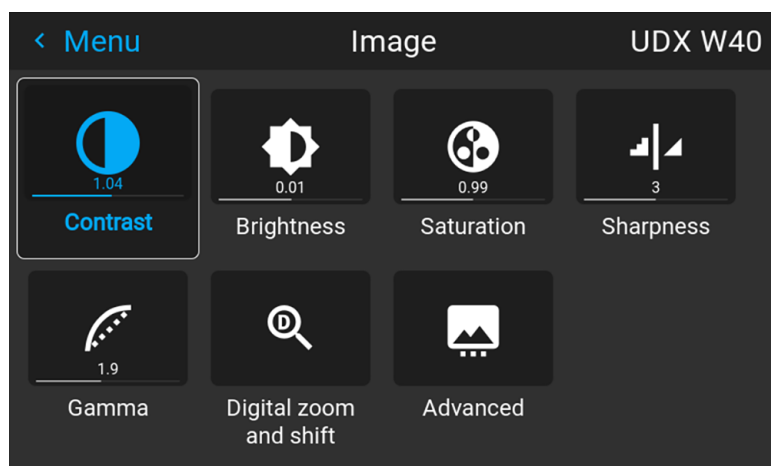 Menu Image UDX W40
1.04 0.01 0.99 3
Contrast Brightness Saturation Sharpness
1.9 D
Gamma Digital zoom Advanced
and shift